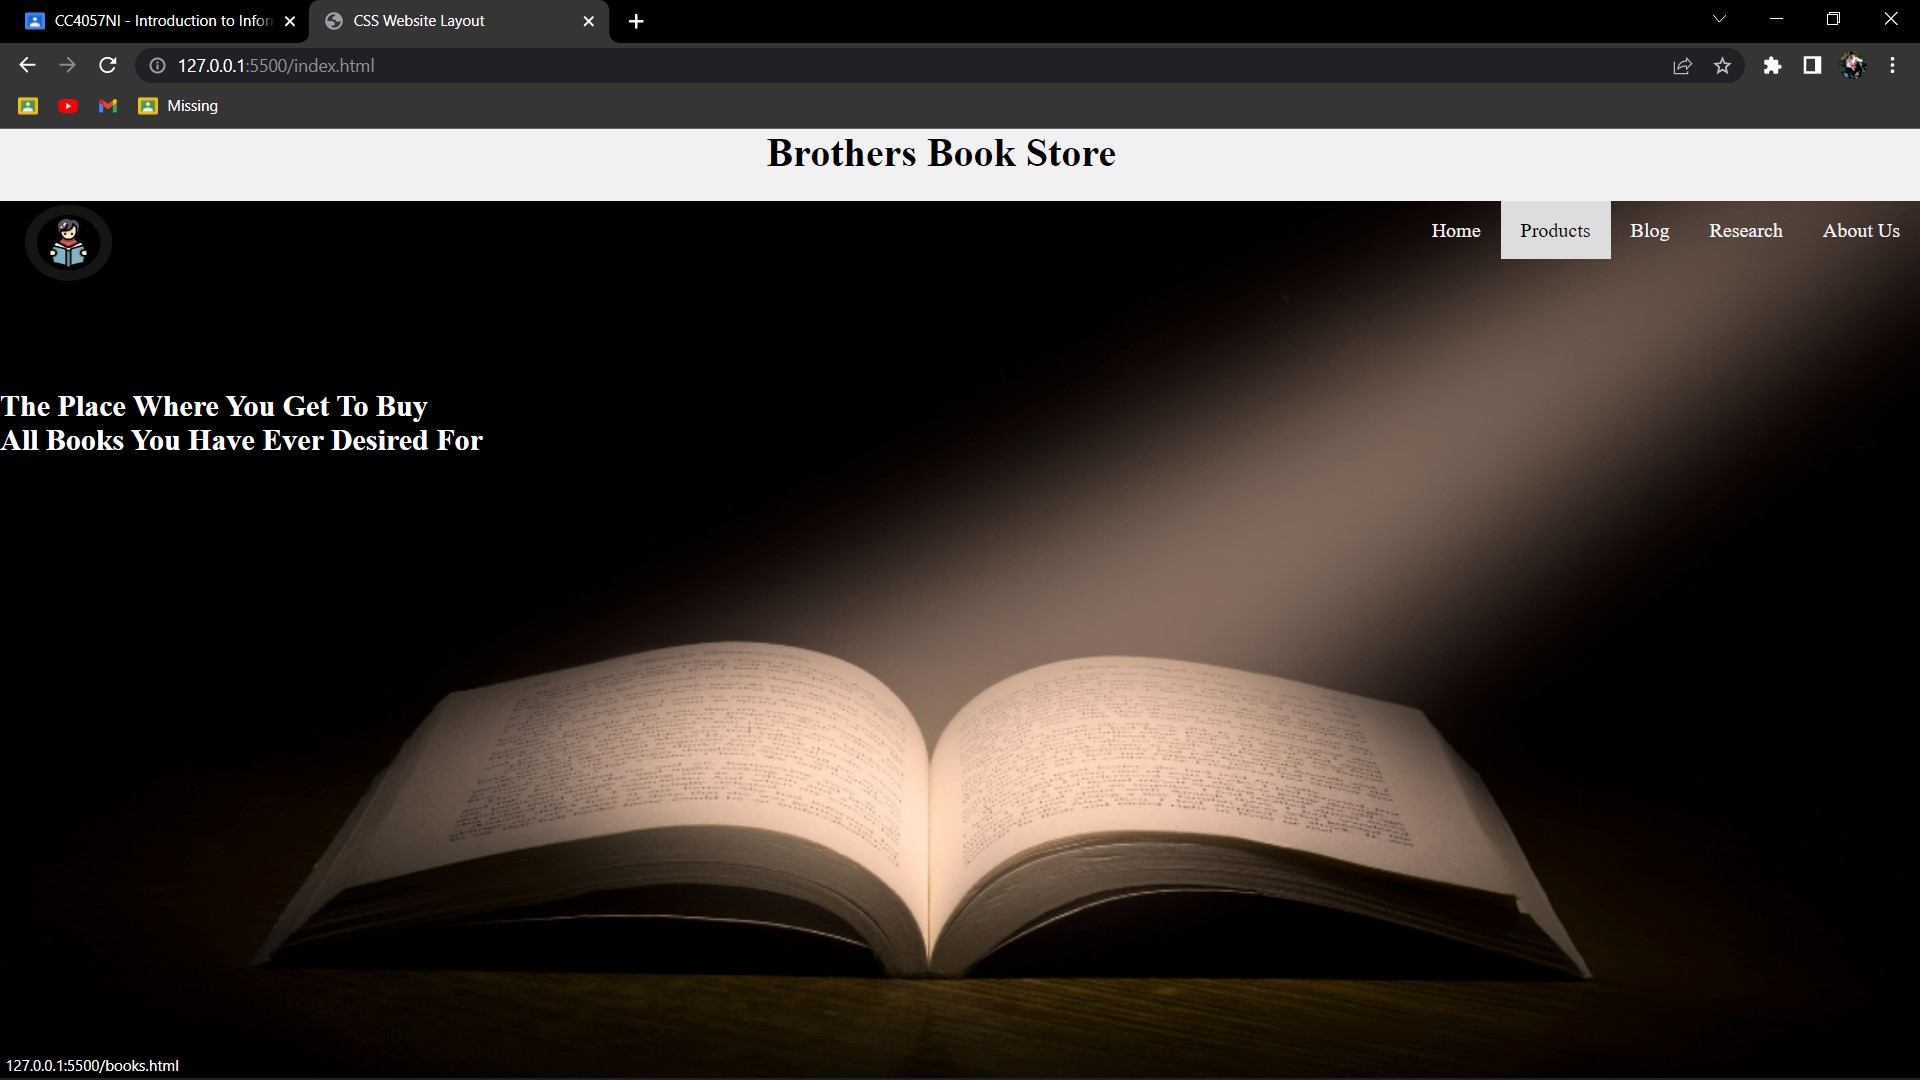 CC4057NI - Introduction to Infor
CSS Website Layout
127.0.0.1:5500/index.html
Missing
Brothers Book Store
Home Products Blog Research About Us
The Place Where You Get To Buy
All Books You Have Ever Desired For
127.0.0.1:5500/books.html